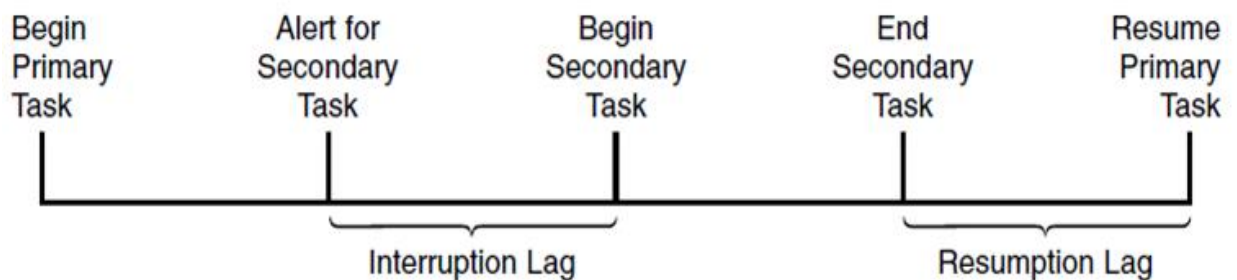 Begin
Primary
Task
Alert for
Secondary
Task
Begin
Secondary
Task
End
Secondary
Task
Resume
Primary
Task
Interruption Lag
Resumption Lag